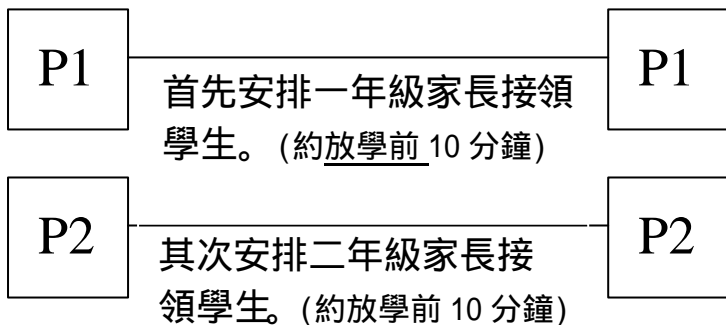 P1 P1
首先安排一年級家長接領
學生。(約放學前 10 分鐘)
P2 P2
其次安排二年級家長接
領學生。(約放學前 10 分鐘)